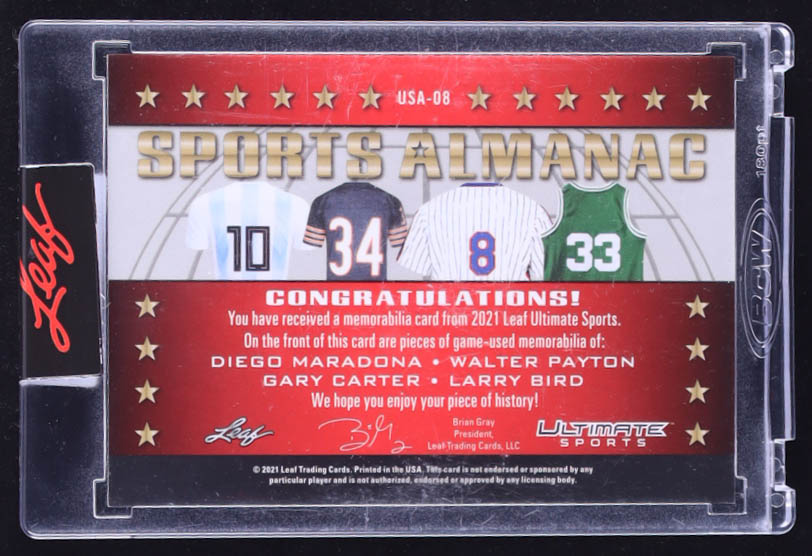 USA-08
SPORTS ALMANAC
10
34
8
33
CONGRATULATIONS!
You have received a memorabilia card from 2021 Leaf Ultimate Sports.
On the front of this card are pieces of game-used memorabilia of:
DIEGO MARADONA • WALTER PAYTON
GARY CARTER • LARRY BIRD
We hope you enjoy your piece of history!
Leaf
Brian Gray
President,
Leaf Trading Cards, LLC
ULTIMATE
SPORTS
© 2021 Leaf Trading Cards. Printed in the USA. This card is not endorsed or sponsored by any
particular player and is not authorized, endorsed or approved by any licensing body.
Leaf
180pt
BCW